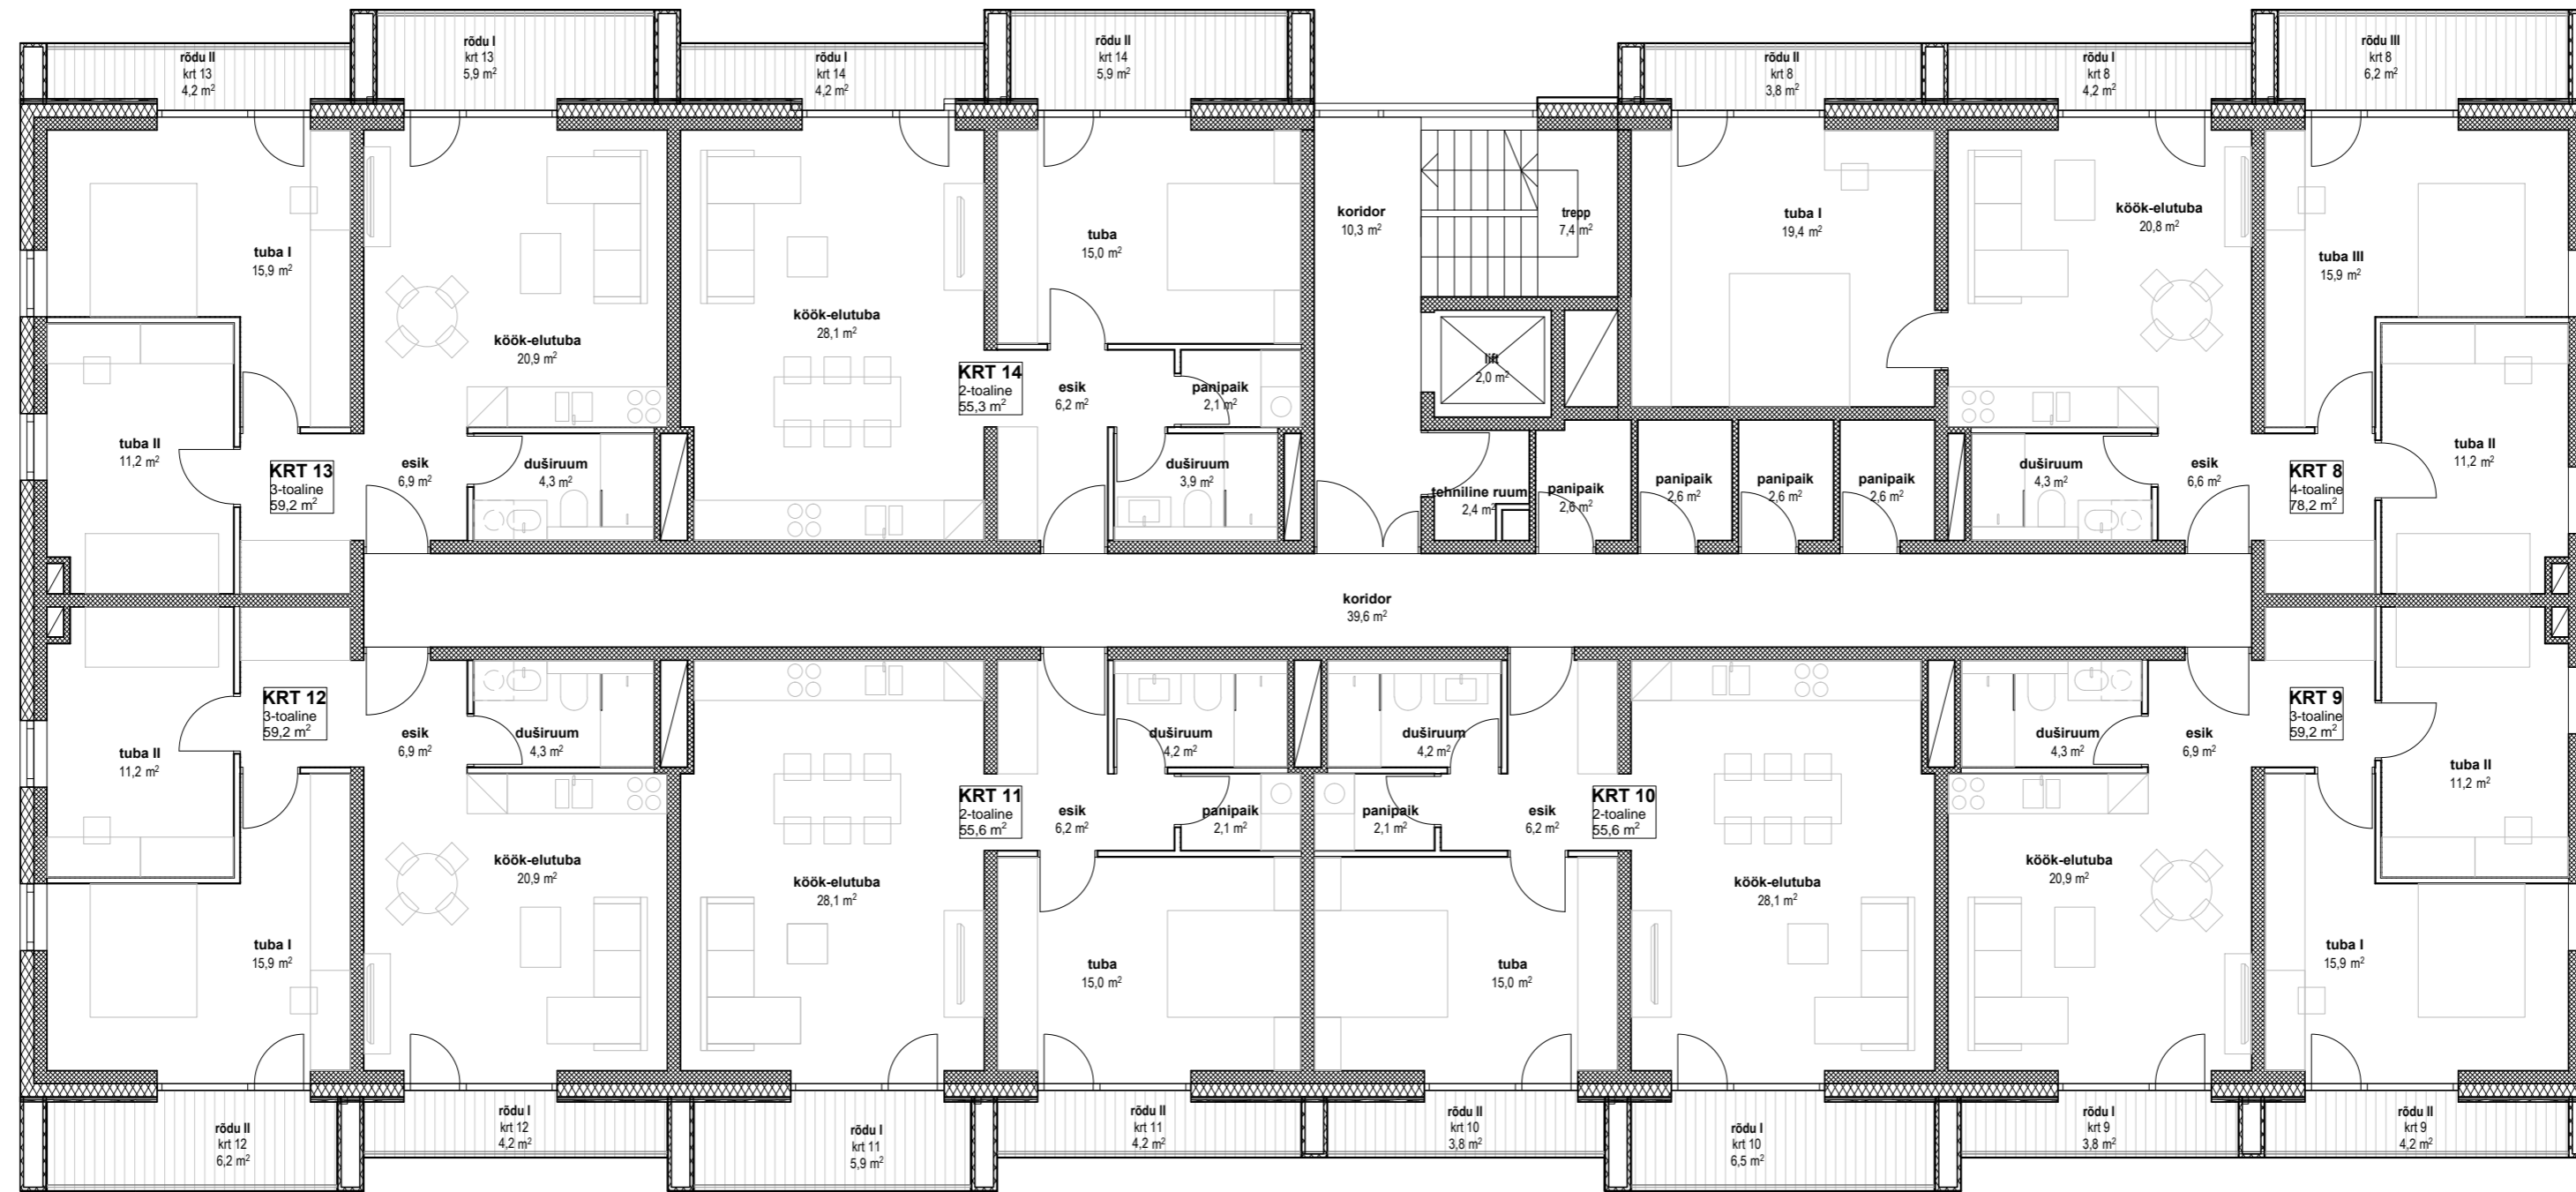 rõdu II
krt 13
4,2 m²
rõdu I
krt 13
5,9 m²
rõdu I
krt 14
4,2 m²
rõdu II
krt 14
5,9 m²
rõdu II
krt 8
3,8 m²
rõdu I
krt 8
4,2 m²
rõdu III
krt 8
6,2 m²
tuba I
15,9 m²
köök-elutuba
20,9 m²
köök-elutuba
28,1 m²
tuba
15,0 m²
koridor
10,3 m²
trepp
7,4 m²
tuba I
19,4 m²
köök-elutuba
20,8 m²
tuba III
15,9 m²
lift
2,0 m²
KRT 14
2-toaline
55,3 m²
esik
6,2 m²
panipaik
2,1 m²
tuba II
11,2 m²
KRT 13
3-toaline
59,2 m²
esik
6,9 m²
duširuum
4,3 m²
duširuum
3,9 m²
tehniline ruum
2,4 m²
panipaik
2,6 m²
panipaik
2,6 m²
panipaik
2,6 m²
panipaik
2,6 m²
duširuum
4,3 m²
esik
6,6 m²
KRT 8
4-toaline
78,2 m²
tuba II
11,2 m²
koridor
39,6 m²
tuba II
11,2 m²
KRT 12
3-toaline
59,2 m²
esik
6,9 m²
duširuum
4,3 m²
duširuum
4,2 m²
duširuum
4,2 m²
duširuum
4,3 m²
esik
6,9 m²
KRT 9
3-toaline
59,2 m²
tuba II
11,2 m²
KRT 11
2-toaline
55,6 m²
esik
6,2 m²
panipaik
2,1 m²
panipaik
2,1 m²
esik
6,2 m²
KRT 10
2-toaline
55,6 m²
tuba I
15,9 m²
köök-elutuba
20,9 m²
köök-elutuba
28,1 m²
tuba
15,0 m²
tuba
15,0 m²
köök-elutuba
28,1 m²
köök-elutuba
20,9 m²
tuba I
15,9 m²
rõdu II
krt 12
6,2 m²
rõdu I
krt 12
4,2 m²
rõdu I
krt 11
5,9 m²
rõdu II
krt 11
4,2 m²
rõdu II
krt 10
3,8 m²
rõdu I
krt 10
6,5 m²
rõdu I
krt 9
3,8 m²
rõdu II
krt 9
4,2 m²